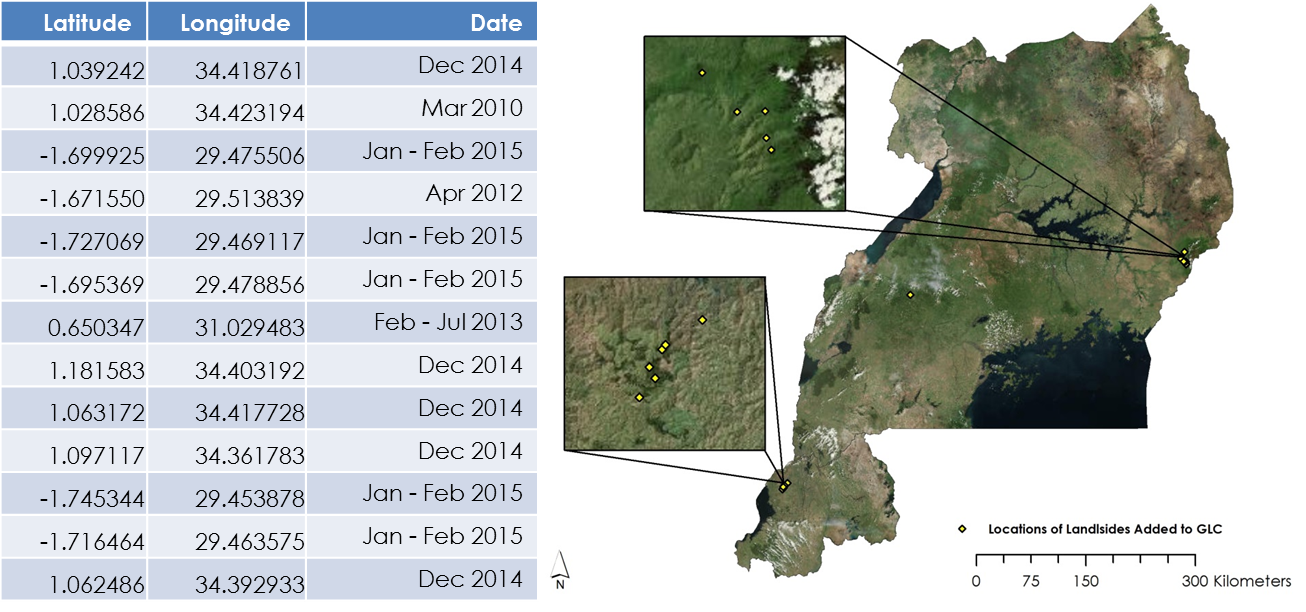 Latitude Longitude Date
1.039242 34.418761 Dec 2014
1.028586 34.423194 Mar 2010
-1.699925 29.475506 Jan - Feb 2015
-1.671550 29.513839 Apr 2012
-1.727069 29.469117 Jan - Feb 2015
-1.695369 29.478856 Jan - Feb 2015
0.650347 31.029483 Feb - Jul 2013
1.181583 34.403192 Dec 2014
1.063172 34.417728 Dec 2014
1.097117 34.361783 Dec 2014
-1.745344 29.453878 Jan - Feb 2015
-1.716464 29.463575 Jan - Feb 2015
1.062486 34.392933 Dec 2014
N
Locations of Landlsides Added to GLC
0 75 150 300 Kilometers